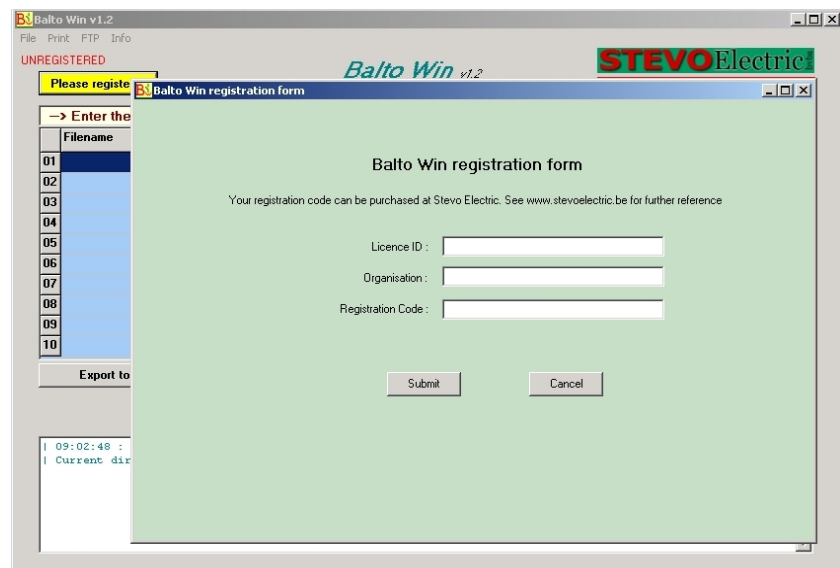 Balto Win v1.2
File Print FTP Info
UNREGISTERED
Balto Win v1.2
STEVO Electric
Please registe
Balto Win registration form
--> Enter the
Filename
Balto Win registration form
01
02
03
04
05
06
07
08
09
10
Your registration code can be purchased at Stevo Electric. See www.stevoelectric.be for further reference
Licence ID :
Organisation :
Registration Code :
Submit
Cancel
Export to
| 09:02:48 :
| Current dir